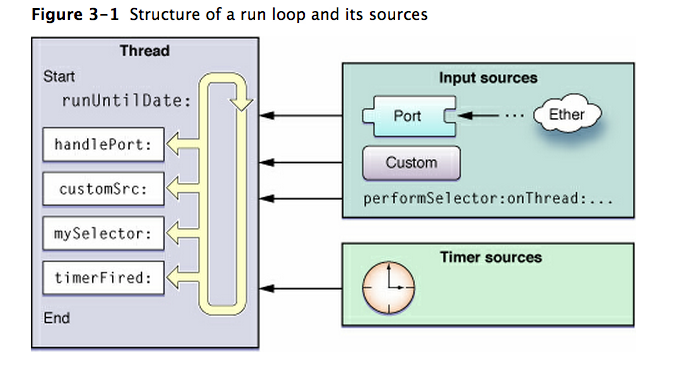 Figure 3-1 Structure of a run loop and its sources
Thread
Start
runUntilDate:
handlePort:
customSrc:
mySelector:
timerFired:
End
Input sources
Port
...
Ether
Custom
performSelector:onThread:...
Timer sources